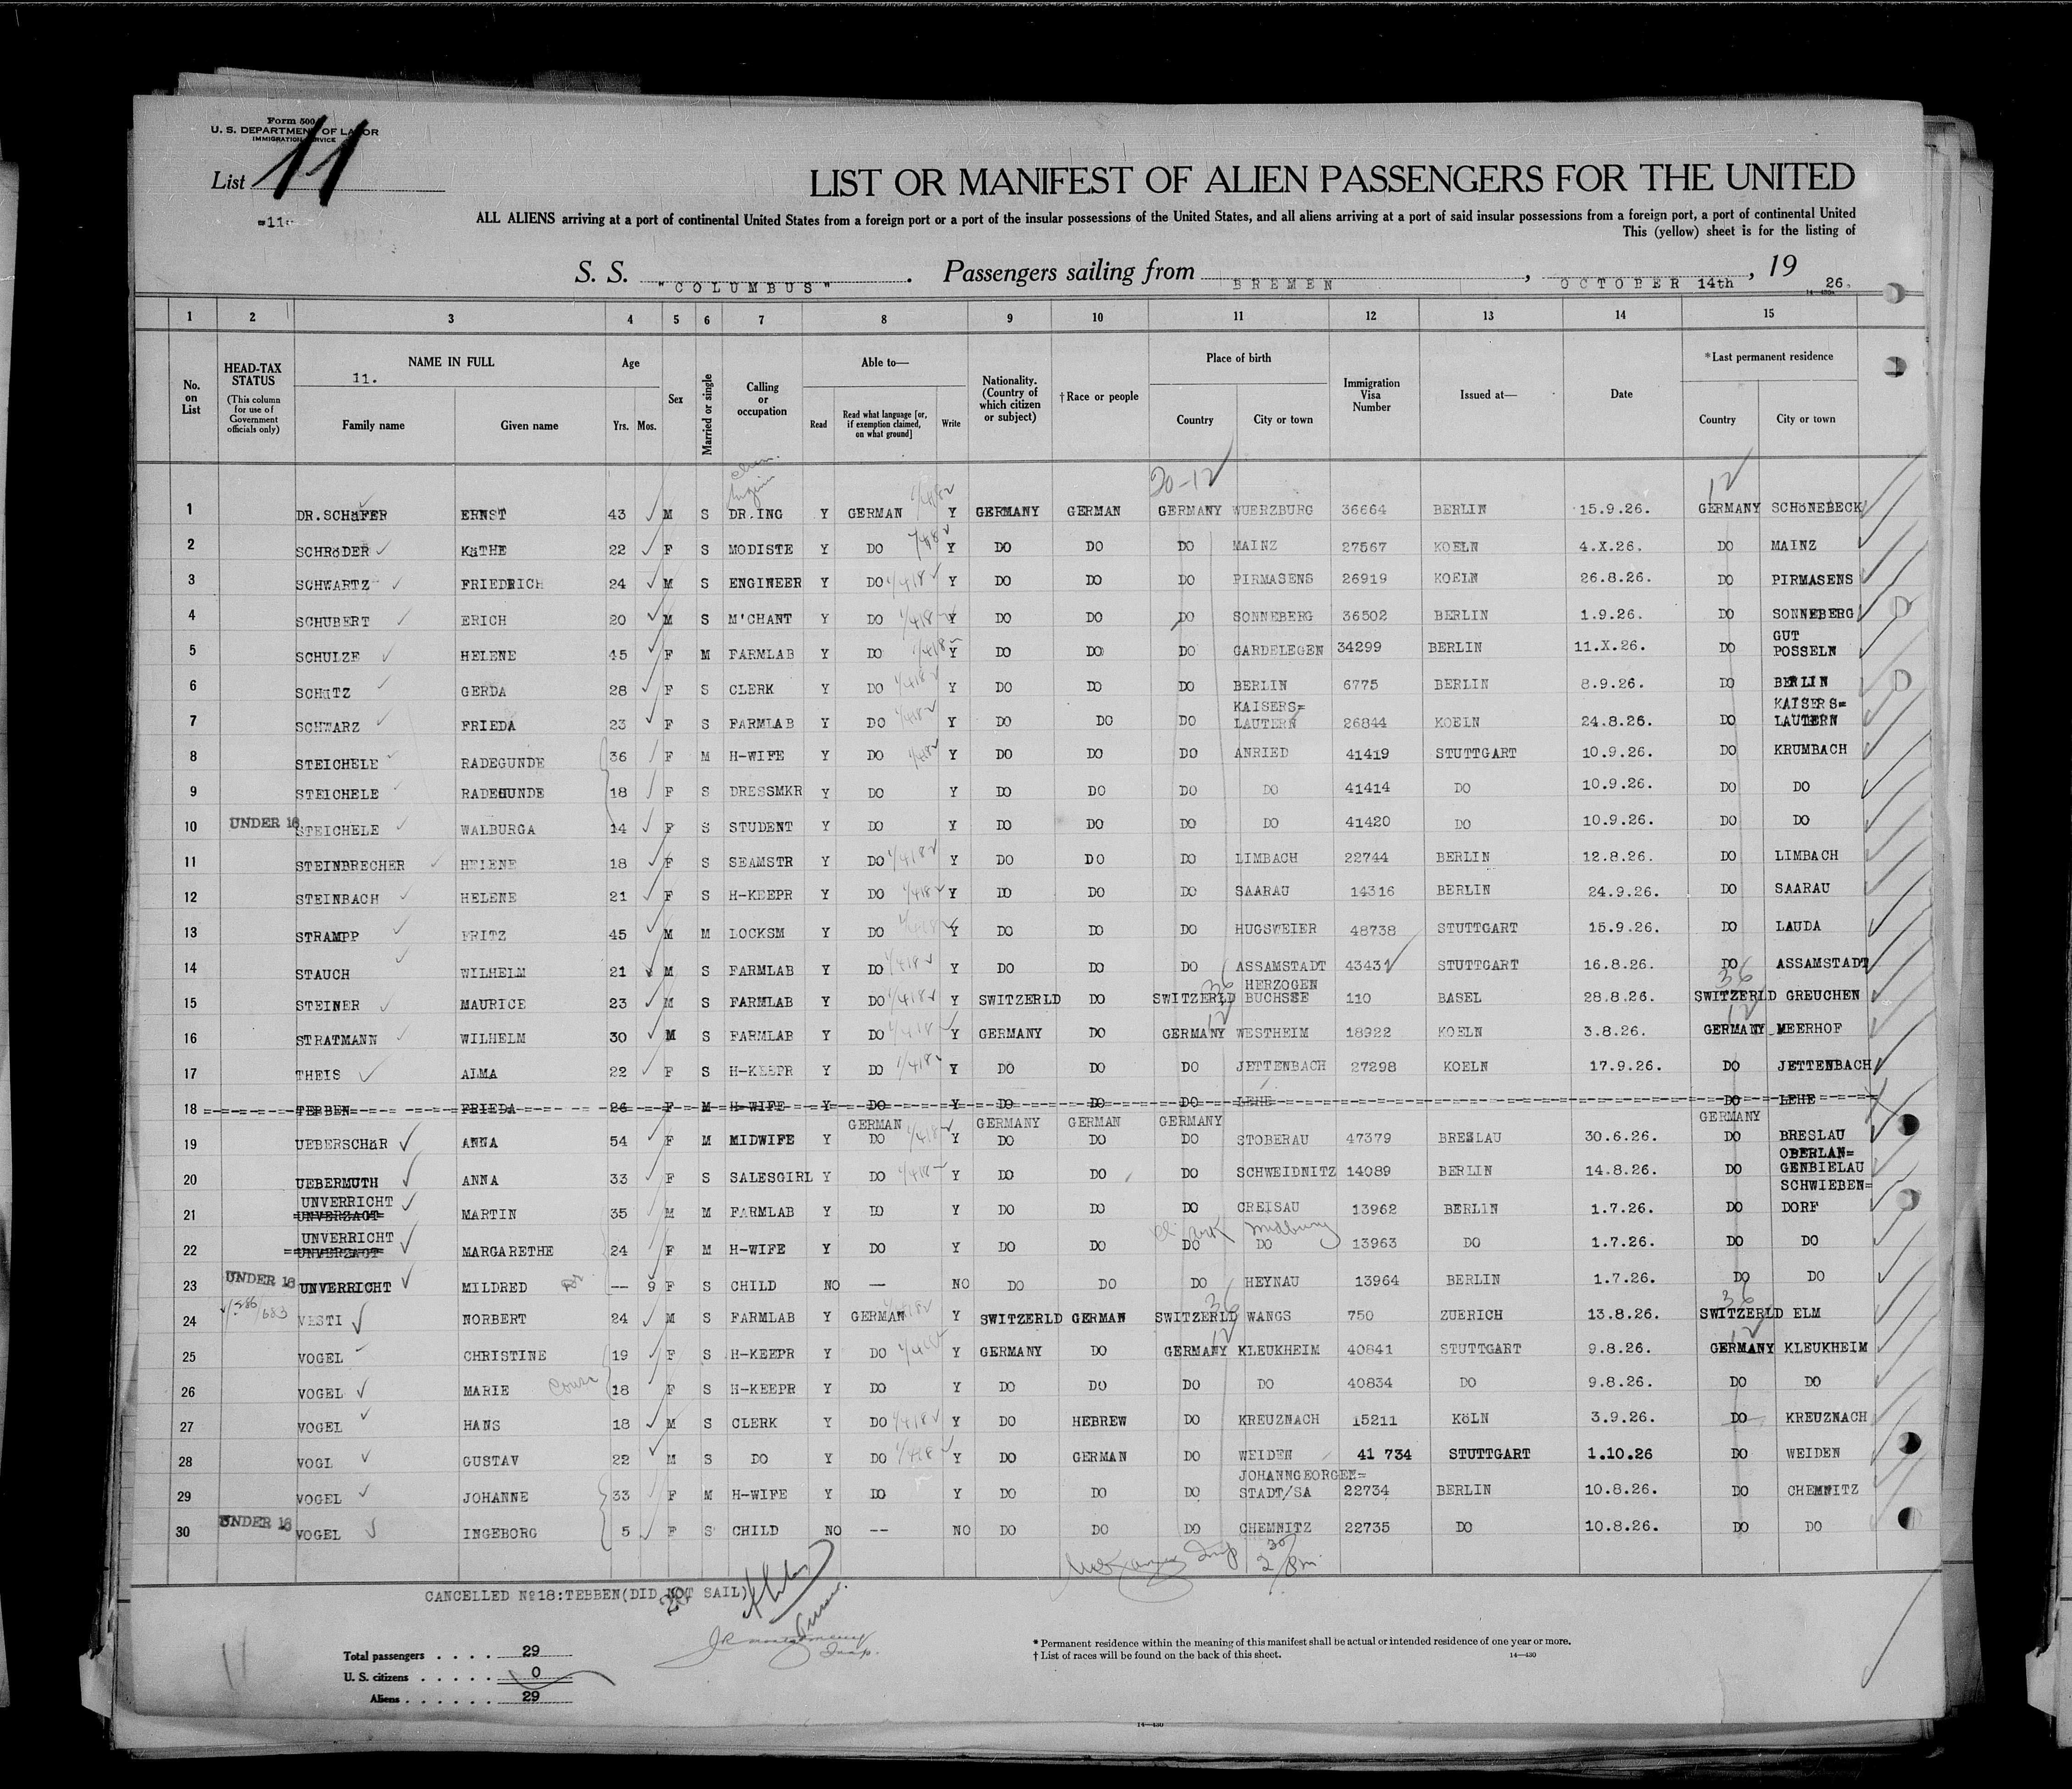 Form 500
U. S. DEPARTMENT OF LABOR
IMMIGRATION SERVICE
List 11
=11=
LIST OR MANIFEST OF ALIEN PASSENGERS FOR THE UNITED
ALL ALIENS arriving at a port of continental United States from a foreign port or a port of the insular possessions of the United States, and all aliens arriving at a port of said insular possessions from a foreign port, a port of continental United
This (yellow) sheet is for the listing of
S. S. "COLUMBUS". Passengers sailing from BREMEN, OCTOBER 14th, 1926.
1 2 3 4 5 6 7 8 9 10 11 12 13 14 15
No. on List
HEAD-TAX STATUS (This column for use of Government officials only)
NAME IN FULL 11. Family name Given name
Age Yrs. Mos.
Sex
Married or single
Calling or occupation
Able to— Read Read what language [or, if exemption claimed, on what ground] Write
Nationality. (Country of which citizen or subject)
† Race or people
Place of birth Country City or town
Immigration Visa Number
Issued at—
Date
* Last permanent residence Country City or town
20-12 12
1 DR.SCHäFER ERNST 43 M S DR.ING Y GERMAN Y GERMANY GERMAN GERMANY WUERZBURG 36664 BERLIN 15.9.26. GERMANY SCHöNEBECK
2 SCHRöDER KäTHE 22 F S MODISTE Y DO Y DO DO DO MAINZ 27567 KOELN 4.X.26. DO MAINZ
3 SCHWARTZ FRIEDRICH 24 M S ENGINEER Y DO Y DO DO DO PIRMASENS 26919 KOELN 26.8.26. DO PIRMASENS
4 SCHUBERT ERICH 20 M S M'CHANT Y DO Y DO DO DO SONNEBERG 36502 BERLIN 1.9.26. DO SONNEBERG
5 SCHULZE HELENE 45 F M FARMLAB Y DO Y DO DO DO GARDELEGEN 34299 BERLIN 11.X.26. DO GUT POSSELN
6 SCHüTZ GERDA 28 F S CLERK Y DO Y DO DO DO BERLIN 6775 BERLIN 8.9.26. DO BERLIN
7 SCHWARZ FRIEDA 23 F S FARMLAB Y DO Y DO DO DO KAISERS=LAUTERN 26844 KOELN 24.8.26. DO KAISERS=LAUTERN
8 STEICHELE RADEGUNDE 36 F M H-WIFE Y DO Y DO DO DO ANRIED 41419 STUTTGART 10.9.26. DO KRUMBACH
9 STEICHELE RADEGUNDE 18 F S DRESSMKR Y DO Y DO DO DO DO 41414 DO 10.9.26. DO DO
10 UNDER 16 STEICHELE WALBURGA 14 F S STUDENT Y DO Y DO DO DO DO 41420 DO 10.9.26. DO DO
11 STEINBRECHER HELENE 18 F S SEAMSTR Y DO Y DO DO DO LIMBACH 22744 BERLIN 12.8.26. DO LIMBACH
12 STEINBACH HELENE 21 F S H-KEEPR Y DO Y DO DO DO SAARAU 14316 BERLIN 24.9.26. DO SAARAU
13 STRAMPP FRITZ 45 M M LOCKSM Y DO Y DO DO DO HUGSWEIER 48738 STUTTGART 15.9.26. DO LAUDA
14 STAUCH WILHELM 21 M S FARMLAB Y DO Y DO DO DO ASSAMSTADT 43431 STUTTGART 16.8.26. DO ASSAMSTADT
36 36
15 STEINER MAURICE 23 M S FARMLAB Y DO Y SWITZERLD DO SWITZERLD HERZOGEN BUCHSEE 110 BASEL 28.8.26. SWITZERLD GREUCHEN
12 12
16 STRATMANN WILHELM 30 M S FARMLAB Y DO Y GERMANY DO GERMANY WESTHEIM 18922 KOELN 3.8.26. GERMANY MEERHOF
17 THEIS ALMA 22 F S H-KEEPR Y DO Y DO DO DO JETTENBACH 27298 KOELN 17.9.26. DO JETTENBACH
18 TEBBEN FRIEDA 26 F M H-WIFE Y DO Y DO DO DO LEHE DO LEHE
GERMAN GERMANY GERMAN GERMANY GERMANY
19 UEBERSCHäR ANNA 54 F M MIDWIFE Y DO Y DO DO DO STOBERAU 47379 BRESLAU 30.6.26. DO BRESLAU
20 UEBERMUTH ANNA 33 F S SALESGIRL Y DO Y DO DO DO SCHWEIDNITZ 14089 BERLIN 14.8.26. DO OBERLAN=GENBIELAU
21 UNVERRICHT UNVERZAGT MARTIN 35 M M FARMLAB Y DO Y DO DO DO CREISAU 13962 BERLIN 1.7.26. DO SCHWIEBEN=DORF
22 UNVERRICHT UNVERZAGT MARGARETHE 24 F M H-WIFE Y DO Y DO DO DO DO 13963 DO 1.7.26. DO DO
23 UNDER 16 UNVERRICHT MILDRED -- 9 F S CHILD NO — NO DO DO DO HEYNAU 13964 BERLIN 1.7.26. DO DO
36 36
24 VESTI NORBERT 24 M S FARMLAB Y GERMAN Y SWITZERLD GERMAN SWITZERLD WANGS 750 ZUERICH 13.8.26. SWITZERLD ELM
12 12
25 VOGEL CHRISTINE 19 F S H-KEEPR Y DO Y GERMANY DO GERMANY KLEUKHEIM 40841 STUTTGART 9.8.26. GERMANY KLEUKHEIM
26 VOGEL MARIE 18 F S H-KEEPR Y DO Y DO DO DO DO 40834 DO 9.8.26. DO DO
27 VOGEL HANS 18 M S CLERK Y DO Y DO HEBREW DO KREUZNACH 15211 KöLN 3.9.26. DO KREUZNACH
28 VOGL GUSTAV 22 M S DO Y DO Y DO GERMAN DO WEIDEN 41 734 STUTTGART 1.10.26 DO WEIDEN
29 VOGEL JOHANNE 33 F M H-WIFE Y DO Y DO DO DO JOHANNGEORGEN=STADT/SA 22734 BERLIN 10.8.26. DO CHEMNITZ
30 UNDER 16 VOGEL INGEBORG 5 F S CHILD NO -- NO DO DO DO CHEMNITZ 22735 DO 10.8.26. DO DO
CANCELLED Nº18:TEBBEN(DID NOT SAIL)
Total passengers . . . . 29
U. S. citizens . . . . . 0
Aliens . . . . . . 29
* Permanent residence within the meaning of this manifest shall be actual or intended residence of one year or more.
† List of races will be found on the back of this sheet.
14—430
14—430